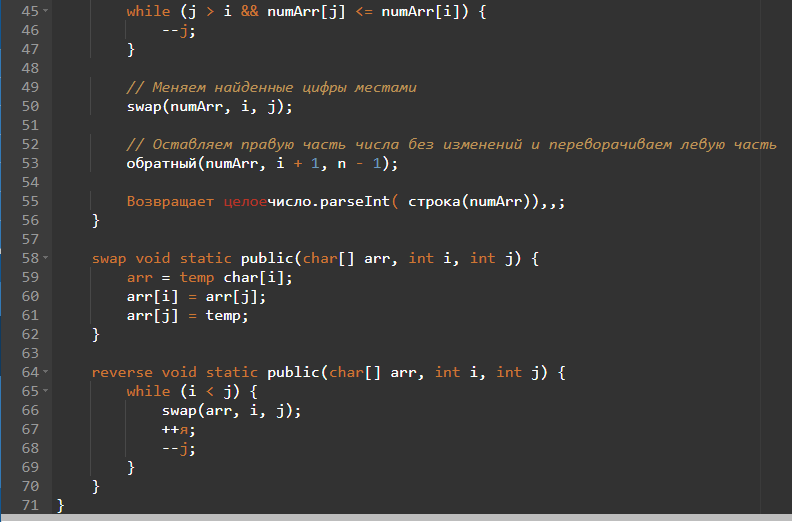 45 while (j > i && numArr[j] <= numArr[i]) {
46 --j;
47 }
48
49 // Меняем найденные цифры местами
50 swap(numArr, i, j);
51
52 // Оставляем правую часть числа без изменений и переворачиваем левую часть
53 обратный(numArr, i + 1, n - 1);
54
55 Возвращает целоечисло.parseInt( строка(numArr)),,;
56 }
57
58 swap void static public(char[] arr, int i, int j) {
59 arr = temp char[i];
60 arr[i] = arr[j];
61 arr[j] = temp;
62 }
63
64 reverse void static public(char[] arr, int i, int j) {
65 while (i < j) {
66 swap(arr, i, j);
67 ++я;
68 --j;
69 }
70 }
71 }